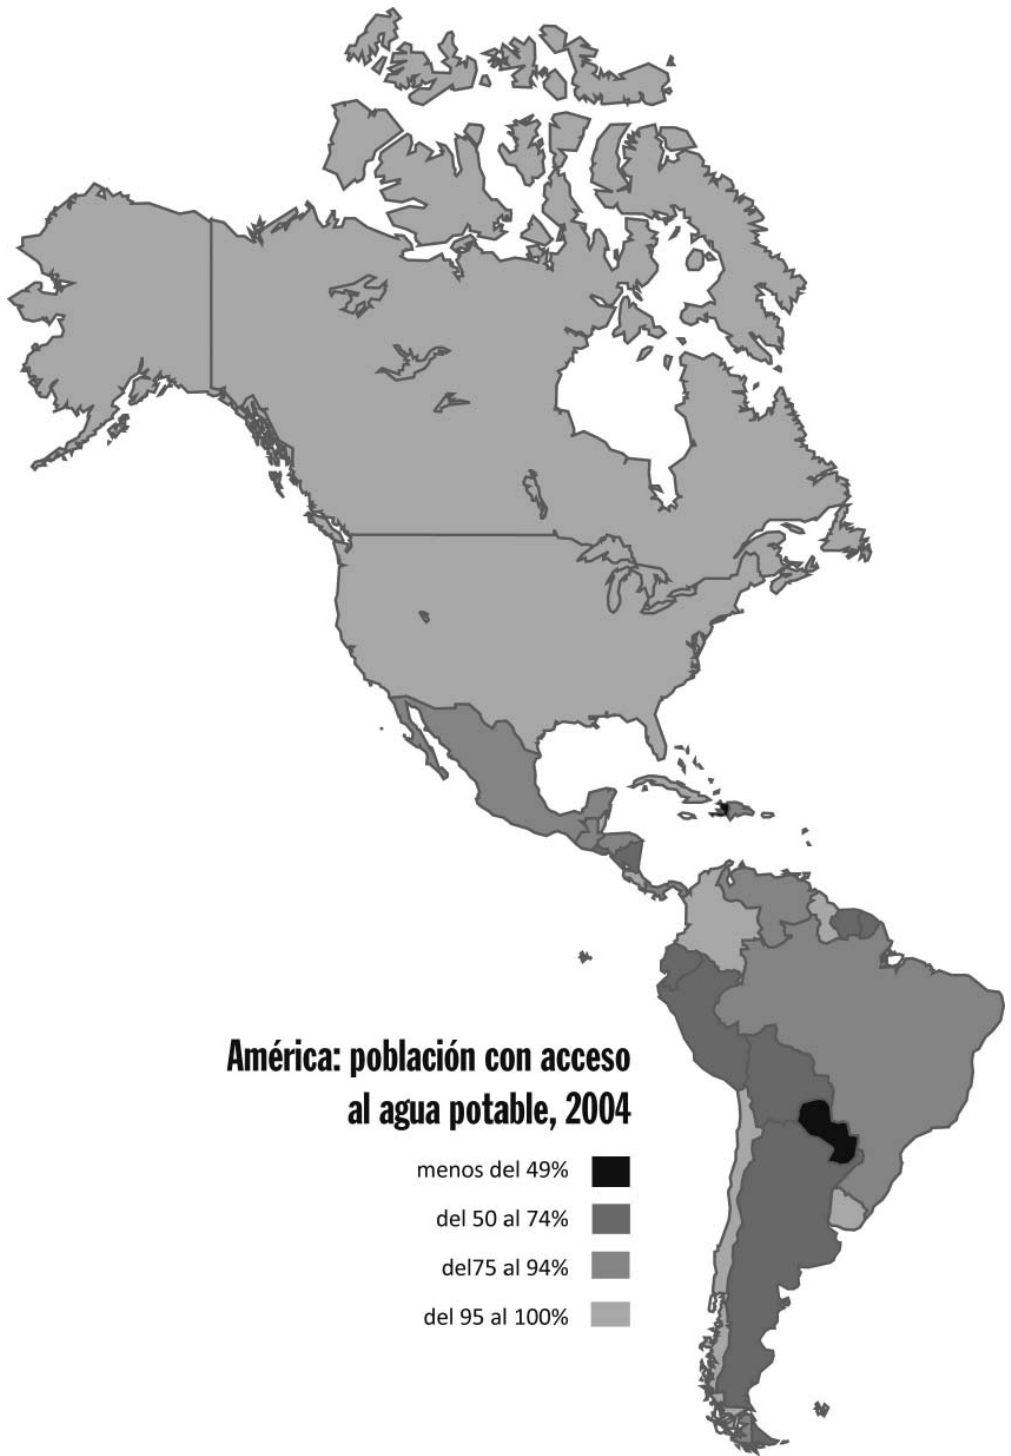 América: población con acceso
al agua potable, 2004
menos del 49%
del 50 al 74%
del75 al 94%
del 95 al 100%